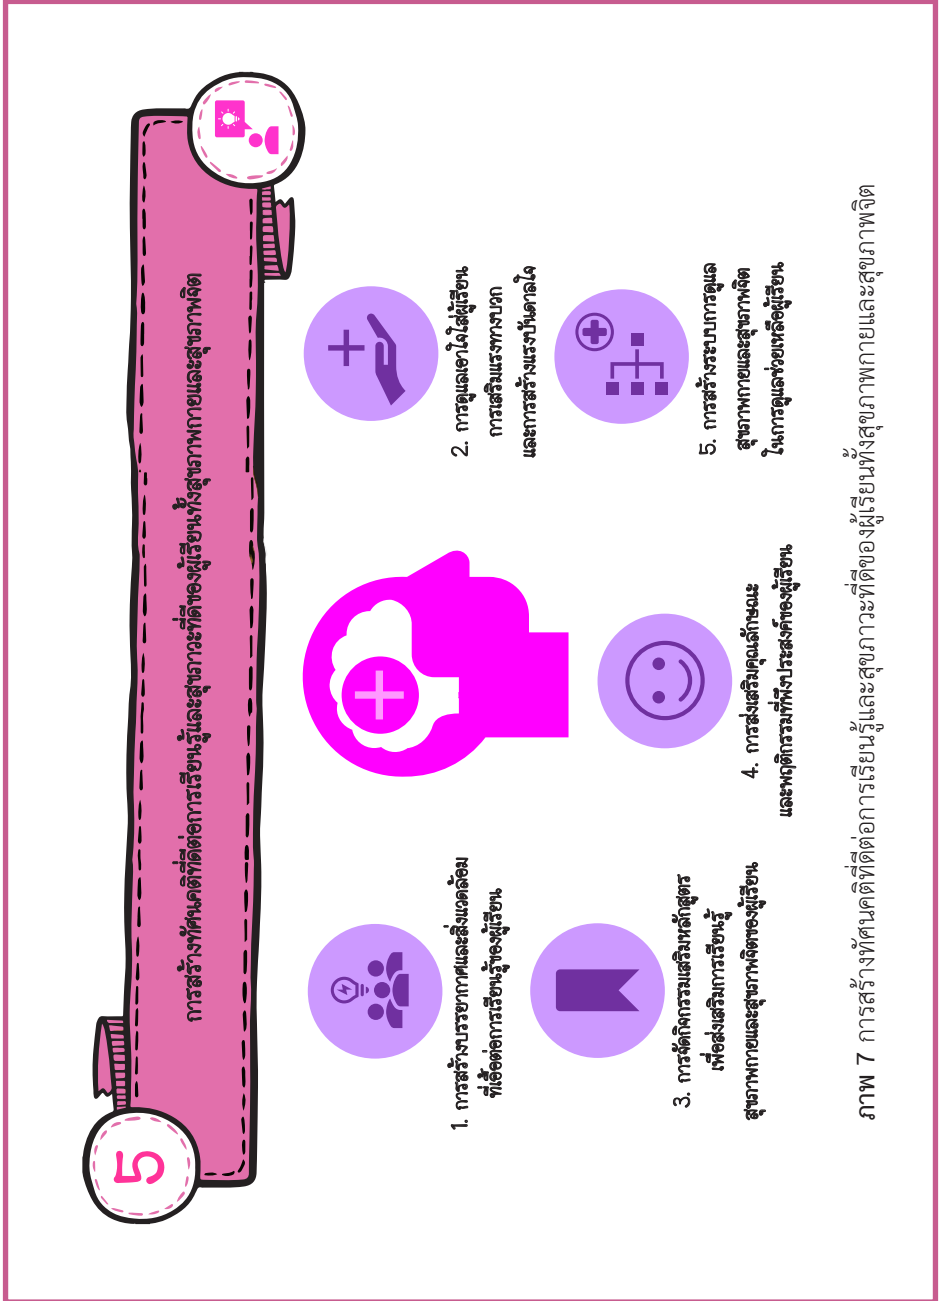 5
การสร้างทัศนคติที่ดีต่อการเรียนรู้และสุขภาวะที่ดีของผู้เรียนทั้งสุขภาพกายและสุขภาพจิต
1. การสร้างบรรยากาศและสิ่งแวดล้อม
ที่เอื้อต่อการเรียนรู้ของผู้เรียน
2. การดูแลเอาใจใส่ผู้เรียน
การเสริมแรงทางบวก
และการสร้างแรงบันดาลใจ
3. การจัดกิจกรรมเสริมหลักสูตร
เพื่อส่งเสริมการเรียนรู้
สุขภาพกายและสุขภาพจิตของผู้เรียน
4. การส่งเสริมคุณลักษณะ
และพฤติกรรมที่พึงประสงค์ของผู้เรียน
5. การสร้างระบบการดูแล
สุขภาพกายและสุขภาพจิต
ในการดูแลช่วยเหลือผู้เรียน
ภาพ 7 การสร้างทัศนคติที่ดีต่อการเรียนรู้และสุขภาวะที่ดีของผู้เรียนทั้งสุขภาพกายและสุขภาพจิต